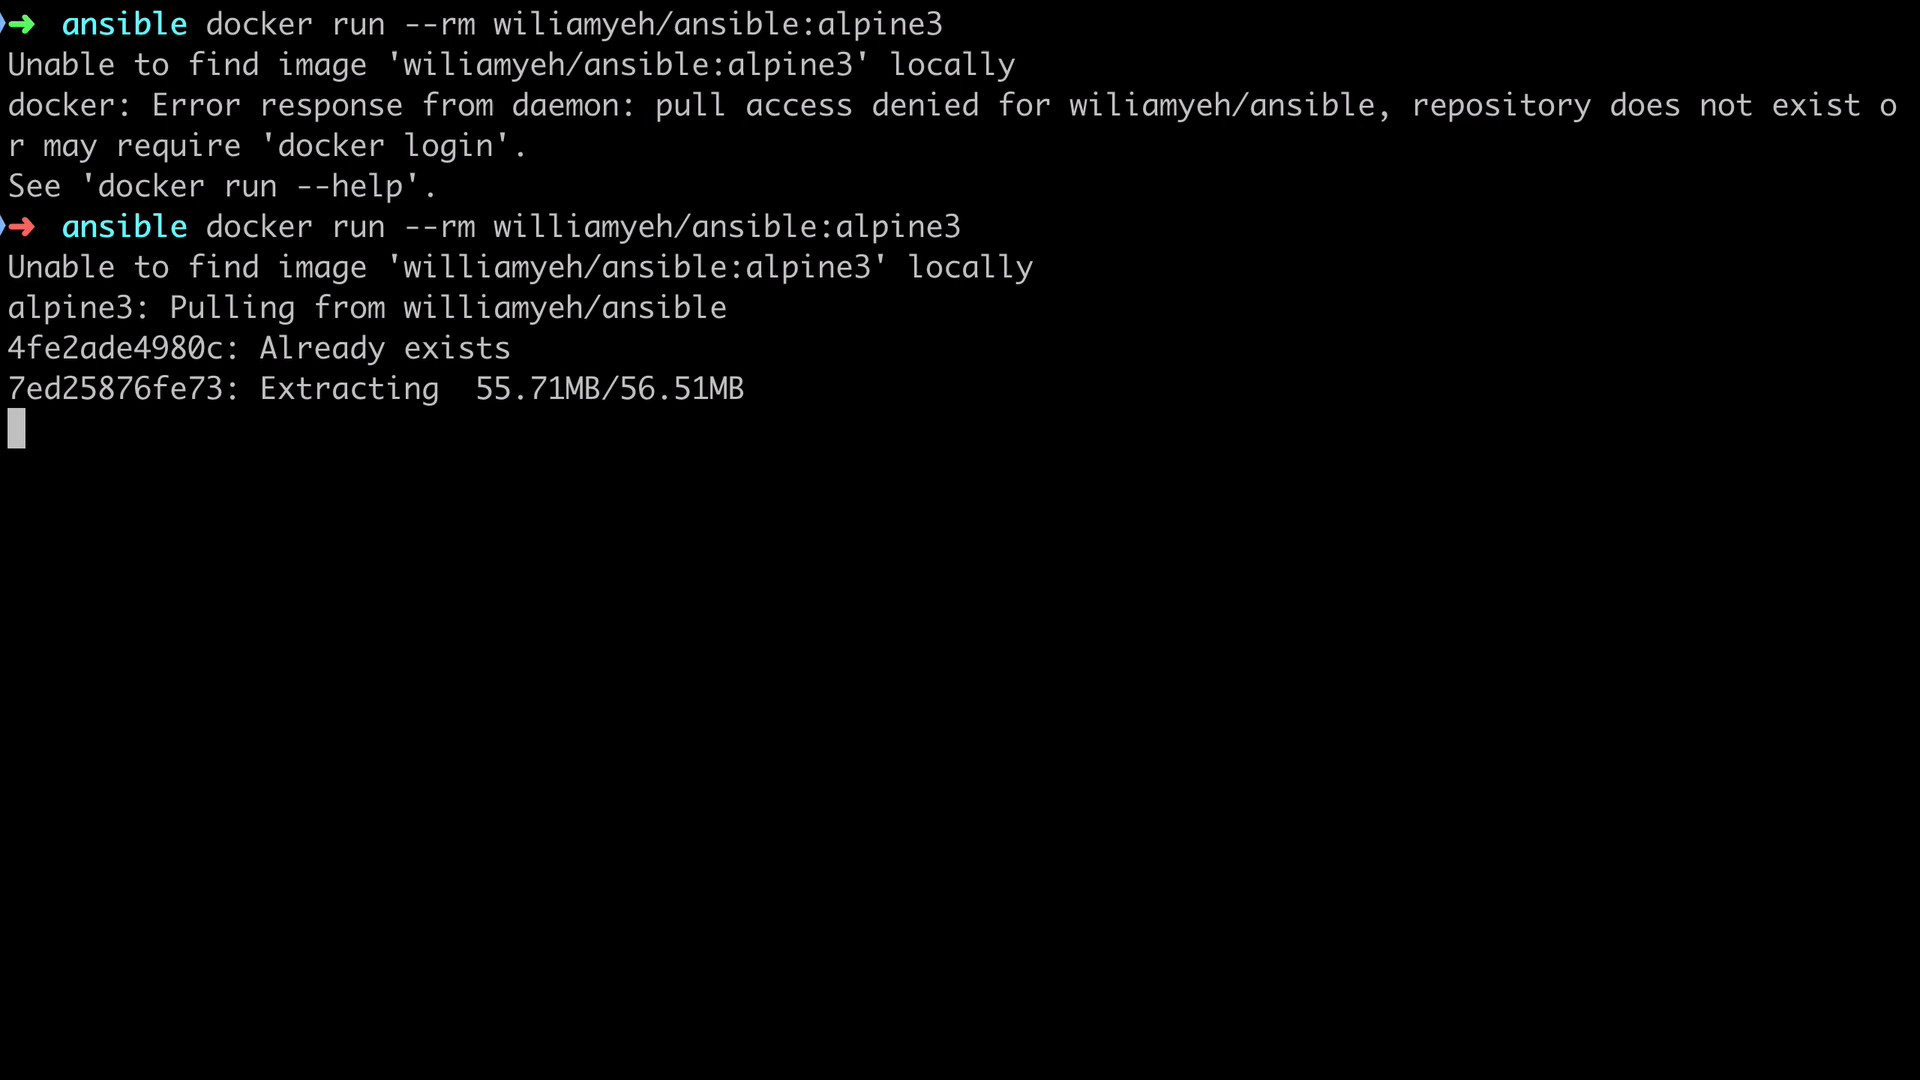 ➜ ansible docker run --rm wiliamyeh/ansible:alpine3
Unable to find image 'wiliamyeh/ansible:alpine3' locally
docker: Error response from daemon: pull access denied for wiliamyeh/ansible, repository does not exist o
r may require 'docker login'.
See 'docker run --help'.
➜ ansible docker run --rm williamyeh/ansible:alpine3
Unable to find image 'williamyeh/ansible:alpine3' locally
alpine3: Pulling from williamyeh/ansible
4fe2ade4980c: Already exists
7ed25876fe73: Extracting  55.71MB/56.51MB